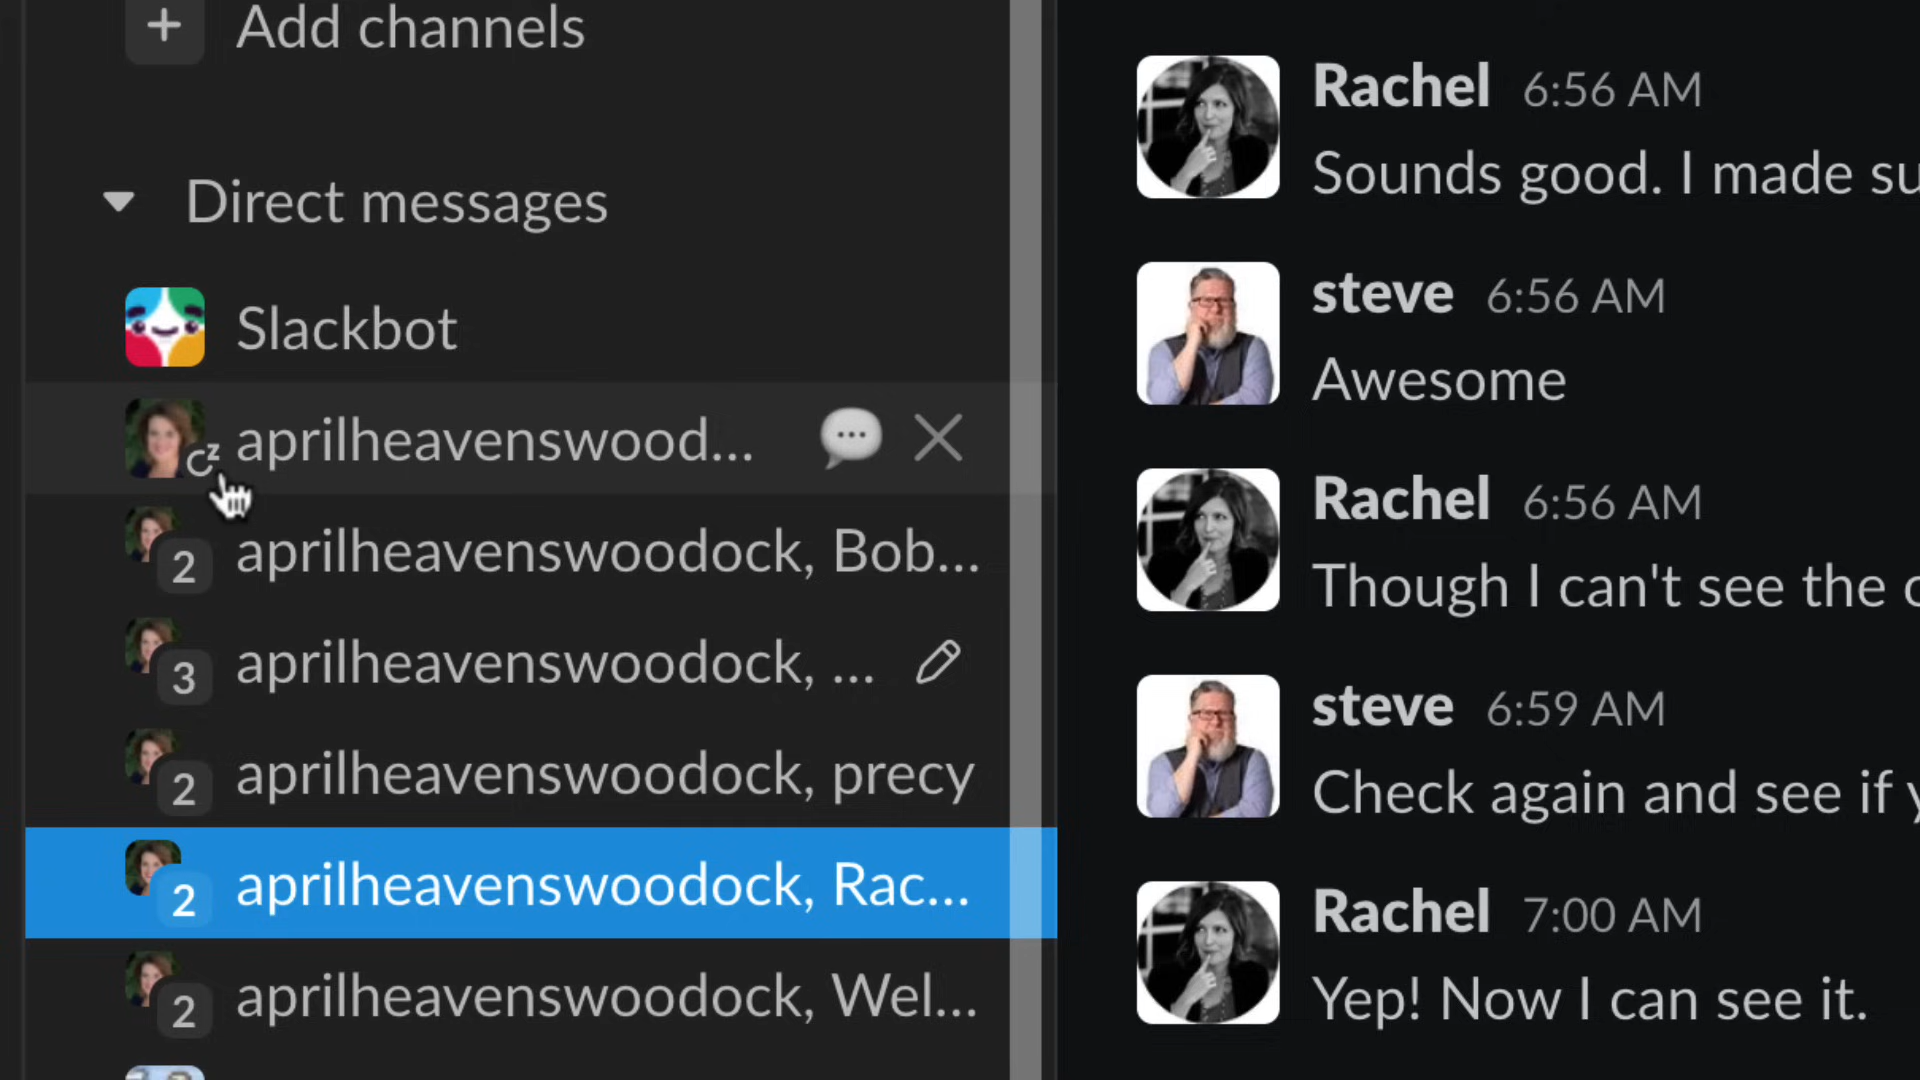 Add channels
Direct messages
Slackbot
aprilheavenswood...
2 aprilheavenswoodock, Bob...
3 aprilheavenswoodock, ...
2 aprilheavenswoodock, precy
2 aprilheavenswoodock, Rac...
2 aprilheavenswoodock, Wel...
Rachel 6:56 AM
Sounds good. I made su
steve 6:56 AM
Awesome
Rachel 6:56 AM
Though I can't see the
steve 6:59 AM
Check again and see if
Rachel 7:00 AM
Yep! Now I can see it.